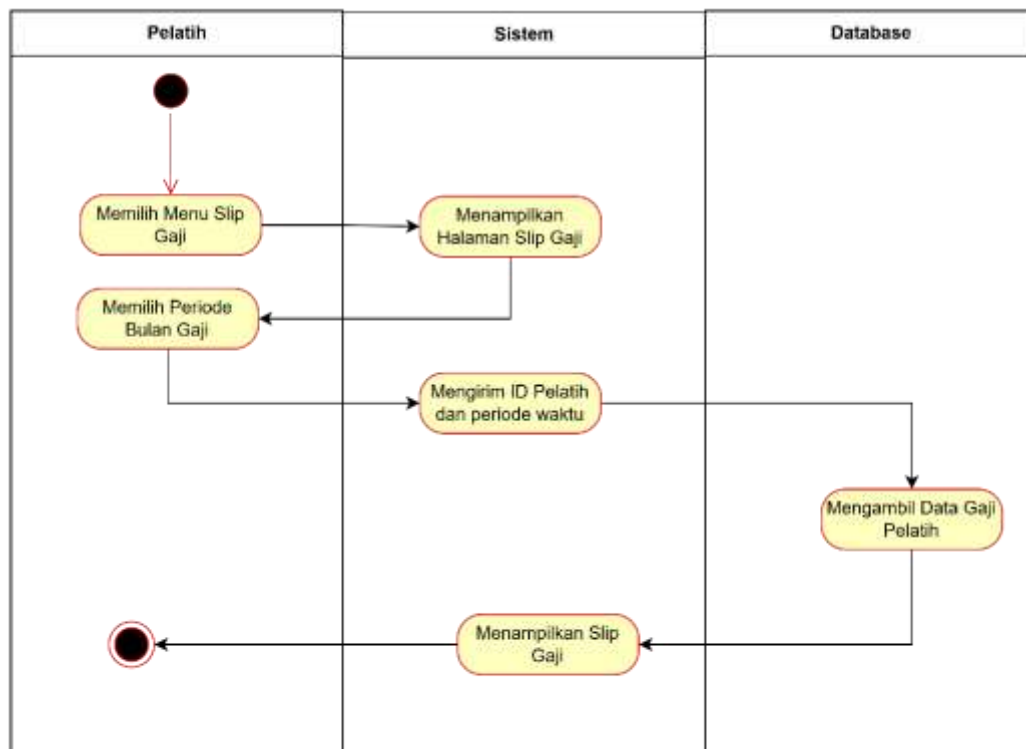 Pelatih
Sistem
Database
Memilih Menu Slip
Gaji
Menampilkan
Halaman Slip Gaji
Memilih Periode
Bulan Gaji
Mengirim ID Pelatih
dan periode waktu
Mengambil Data Gaji
Pelatih
Menampilkan Slip
Gaji